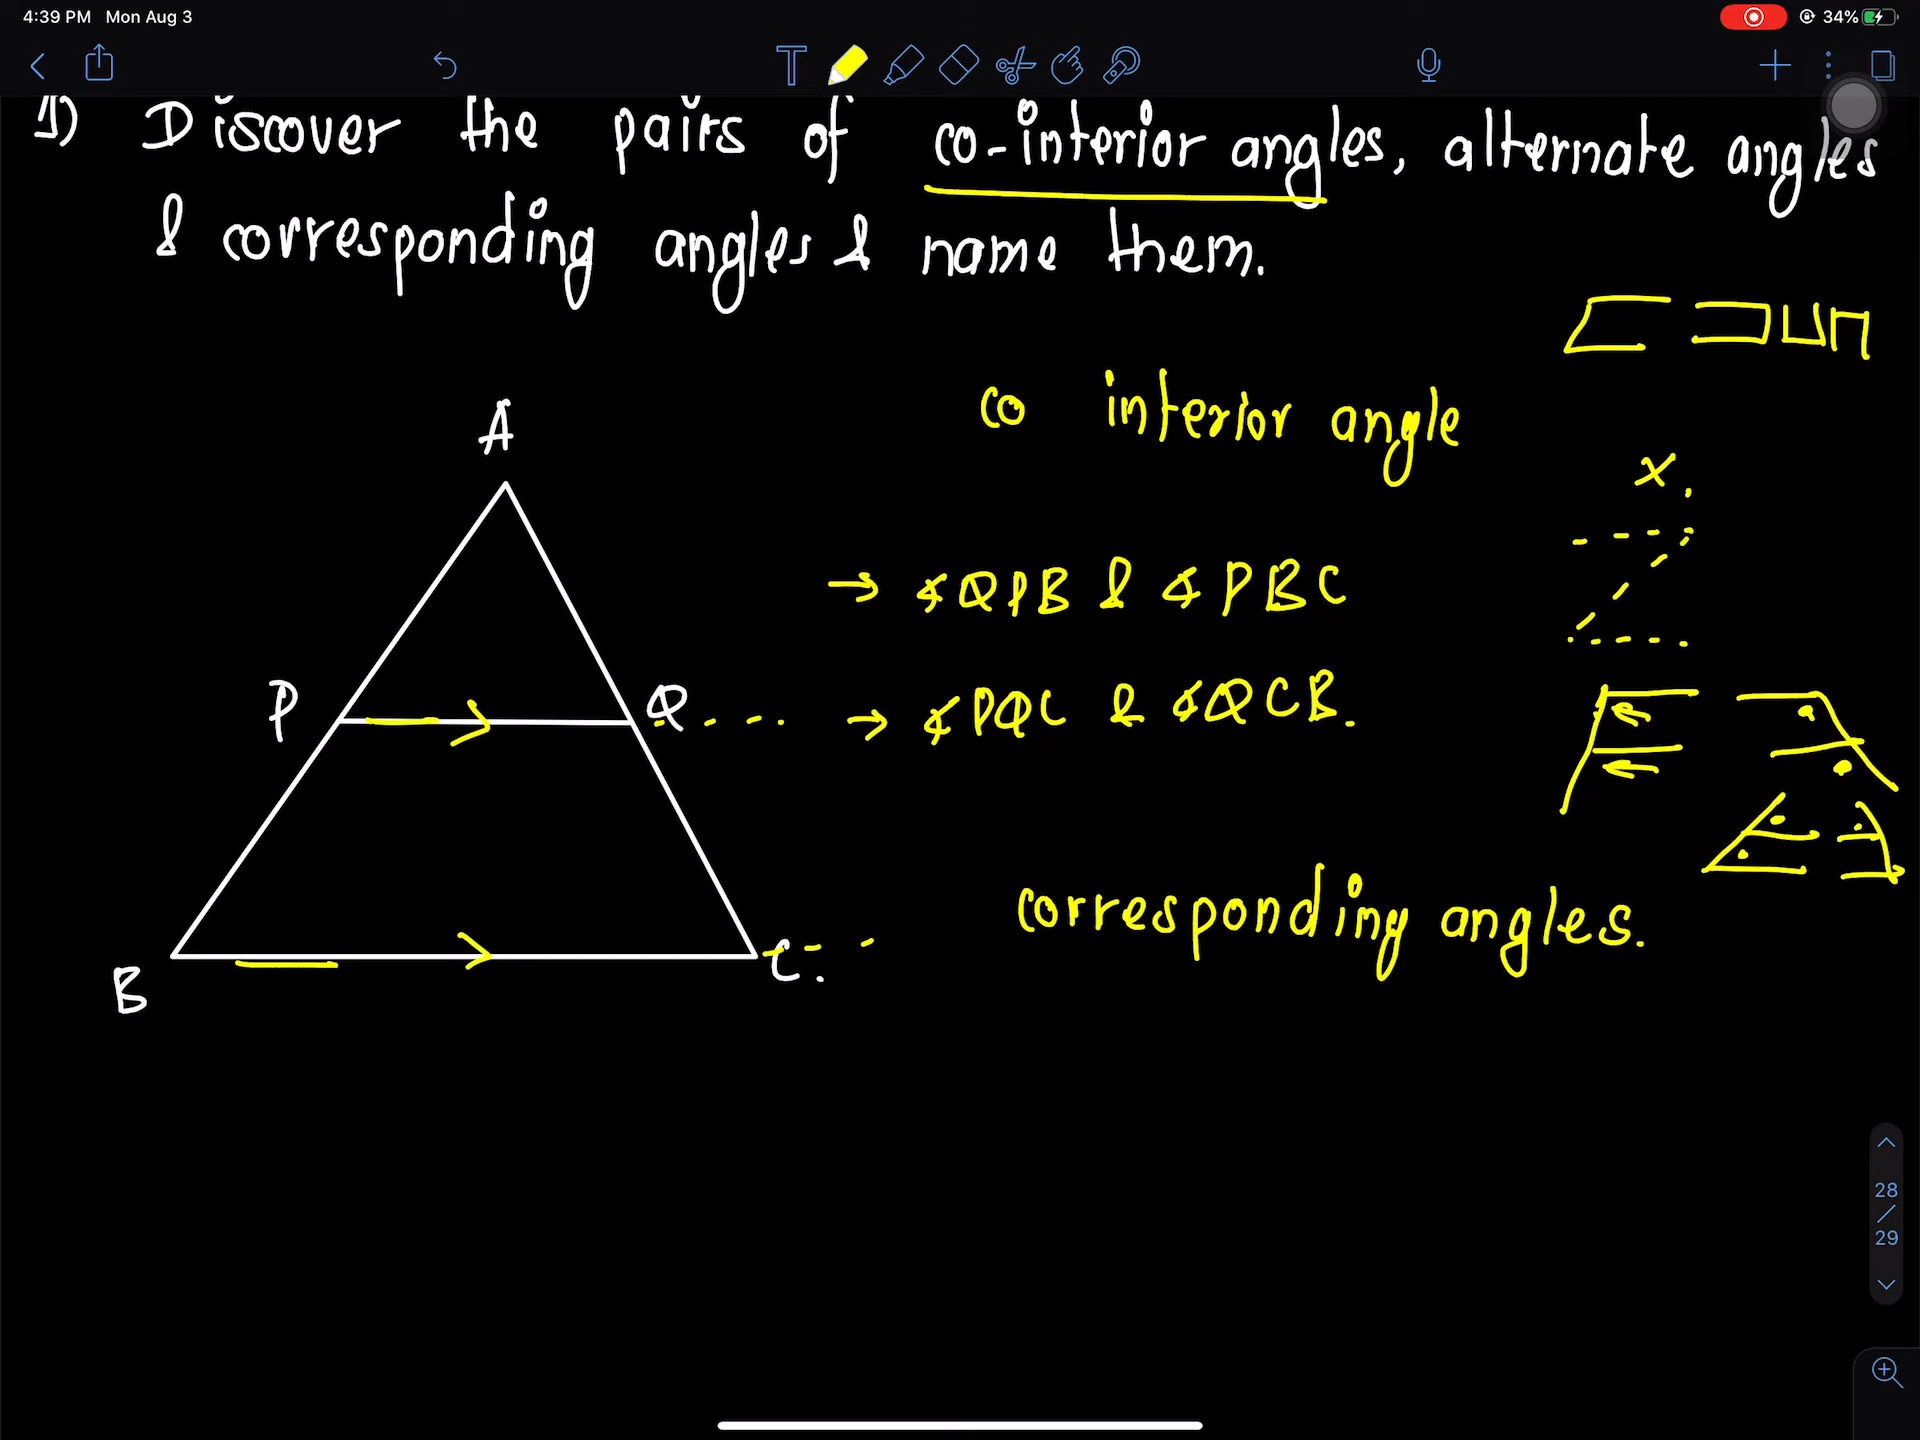 4:39 PM Mon Aug 3
34%
1) Discover the pairs of co-interior angles, alternate angles
& corresponding angles & name them.
co interior angle
A
x.
→ ∢QPB & ∢PBC
P
Q
→ ∢PQC & ∢QCB.
corresponding angles.
B
C.
28
/
29